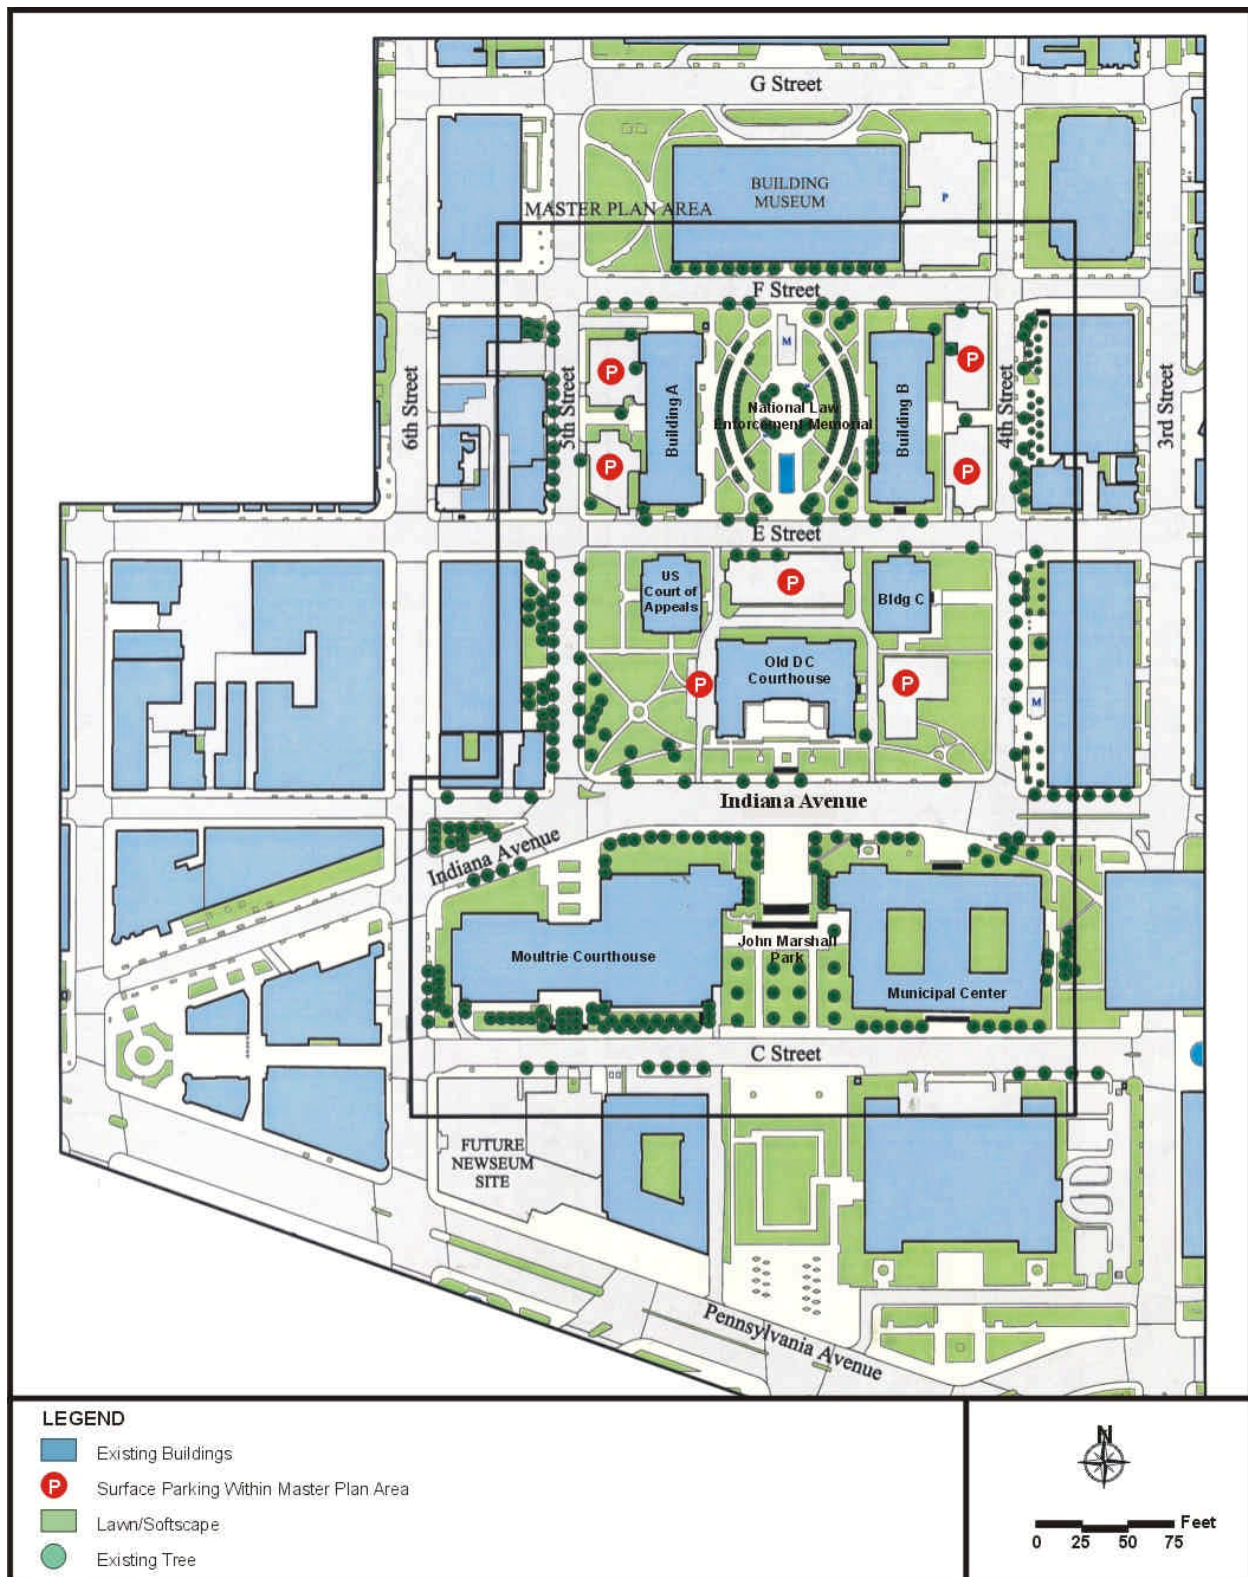 G Street
BUILDING
MUSEUM
P
MASTER PLAN AREA
F Street
M
6th Street
5th Street
P
Building A
National Law
Enforcement Memorial
Building B
P
4th Street
3rd Street
P
P
E Street
US
Court of
Appeals
P
Bldg C
Old DC
Courthouse
P
P
M
Indiana Avenue
Indiana Avenue
Moultrie Courthouse
John Marshall
Park
Municipal Center
C Street
FUTURE
NEWSEUM
SITE
Pennsylvania Avenue
LEGEND
Existing Buildings
P Surface Parking Within Master Plan Area
Lawn/Softscape
Existing Tree
N
Feet
0 25 50 75